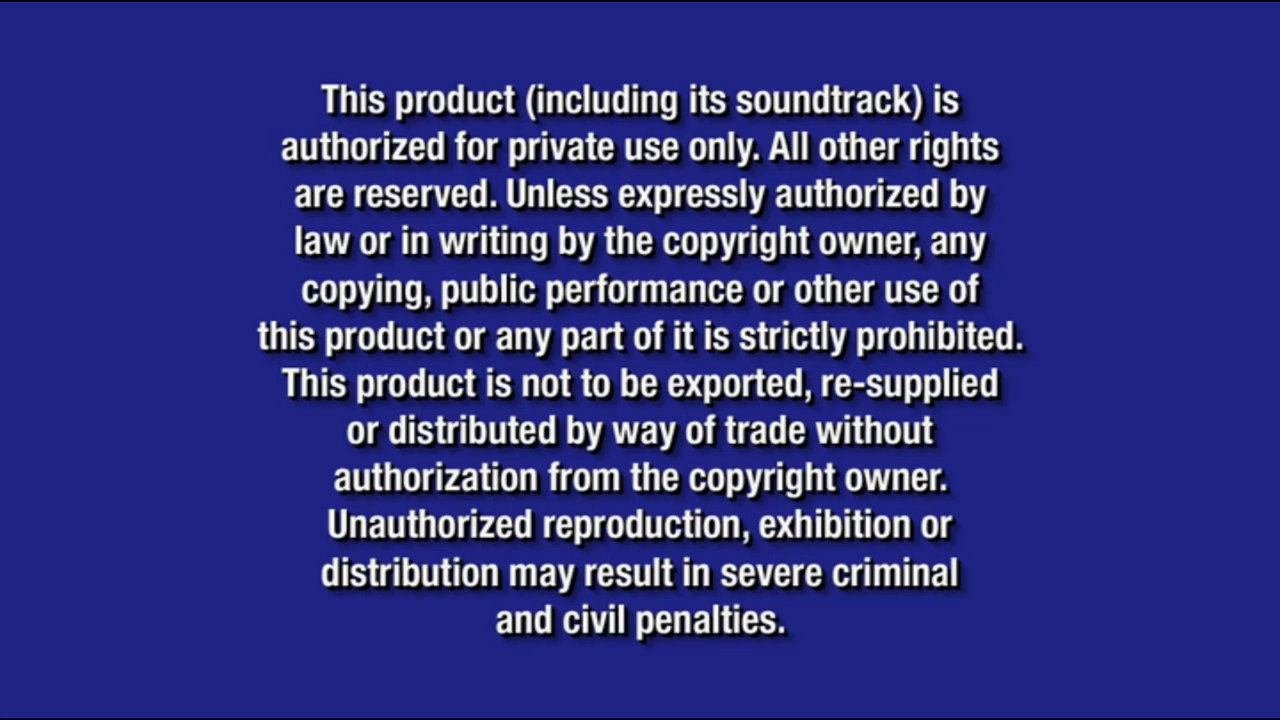 This product (including its soundtrack) is
authorized for private use only. All other rights
are reserved. Unless expressly authorized by
law or in writing by the copyright owner, any
copying, public performance or other use of
this product or any part of it is strictly prohibited.
This product is not to be exported, re-supplied
or distributed by way of trade without
authorization from the copyright owner.
Unauthorized reproduction, exhibition or
distribution may result in severe criminal
and civil penalties.